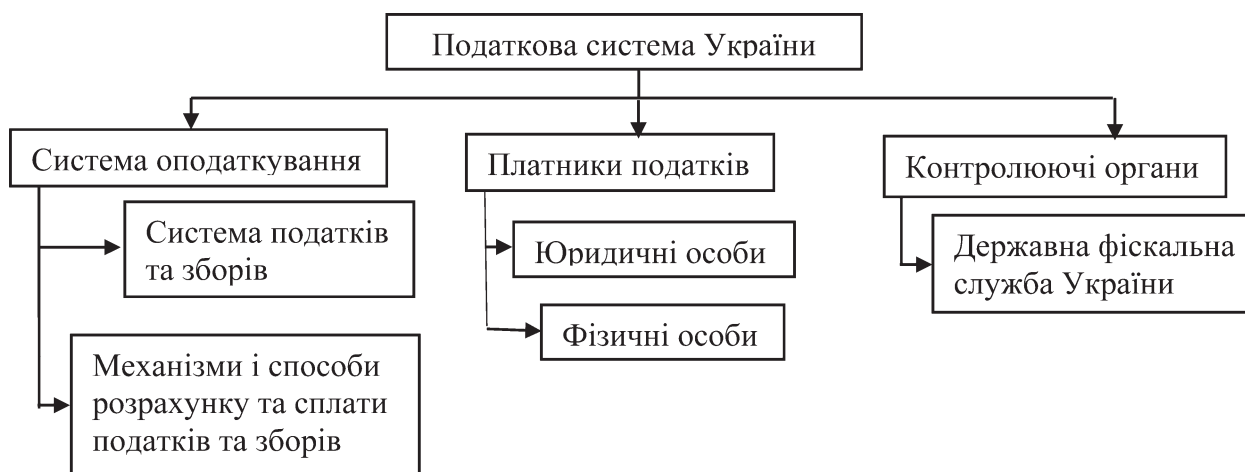 Податкова система України
Система оподаткування
Система податків
та зборів
Механізми і способи
розрахунку та сплати
податків та зборів
Платники податків
Юридичні особи
Фізичні особи
Контролюючі органи
Державна фіскальна
служба України